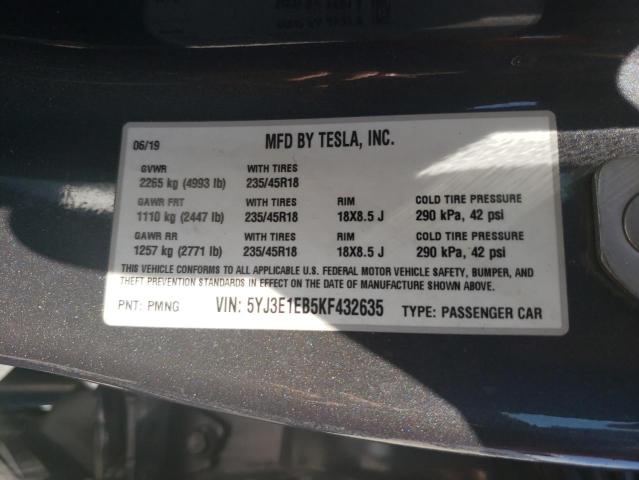 06/19 MFD BY TESLA, INC.
GVWR WITH TIRES
2265 kg (4993 lb) 235/45R18
GAWR FRT WITH TIRES RIM COLD TIRE PRESSURE
1110 kg (2447 lb) 235/45R18 18X8.5 J 290 kPa, 42 psi
GAWR RR WITH TIRES RIM COLD TIRE PRESSURE
1257 kg (2771 lb) 235/45R18 18X8.5 J 290 kPa, 42 psi
THIS VEHICLE CONFORMS TO ALL APPLICABLE U.S. FEDERAL MOTOR VEHICLE SAFETY, BUMPER, AND
THEFT PREVENTION STANDARDS IN EFFECT ON THE DATE OF MANUFACTURE SHOWN ABOVE.
PNT: PMNG VIN: 5YJ3E1EB5KF432635 TYPE: PASSENGER CAR